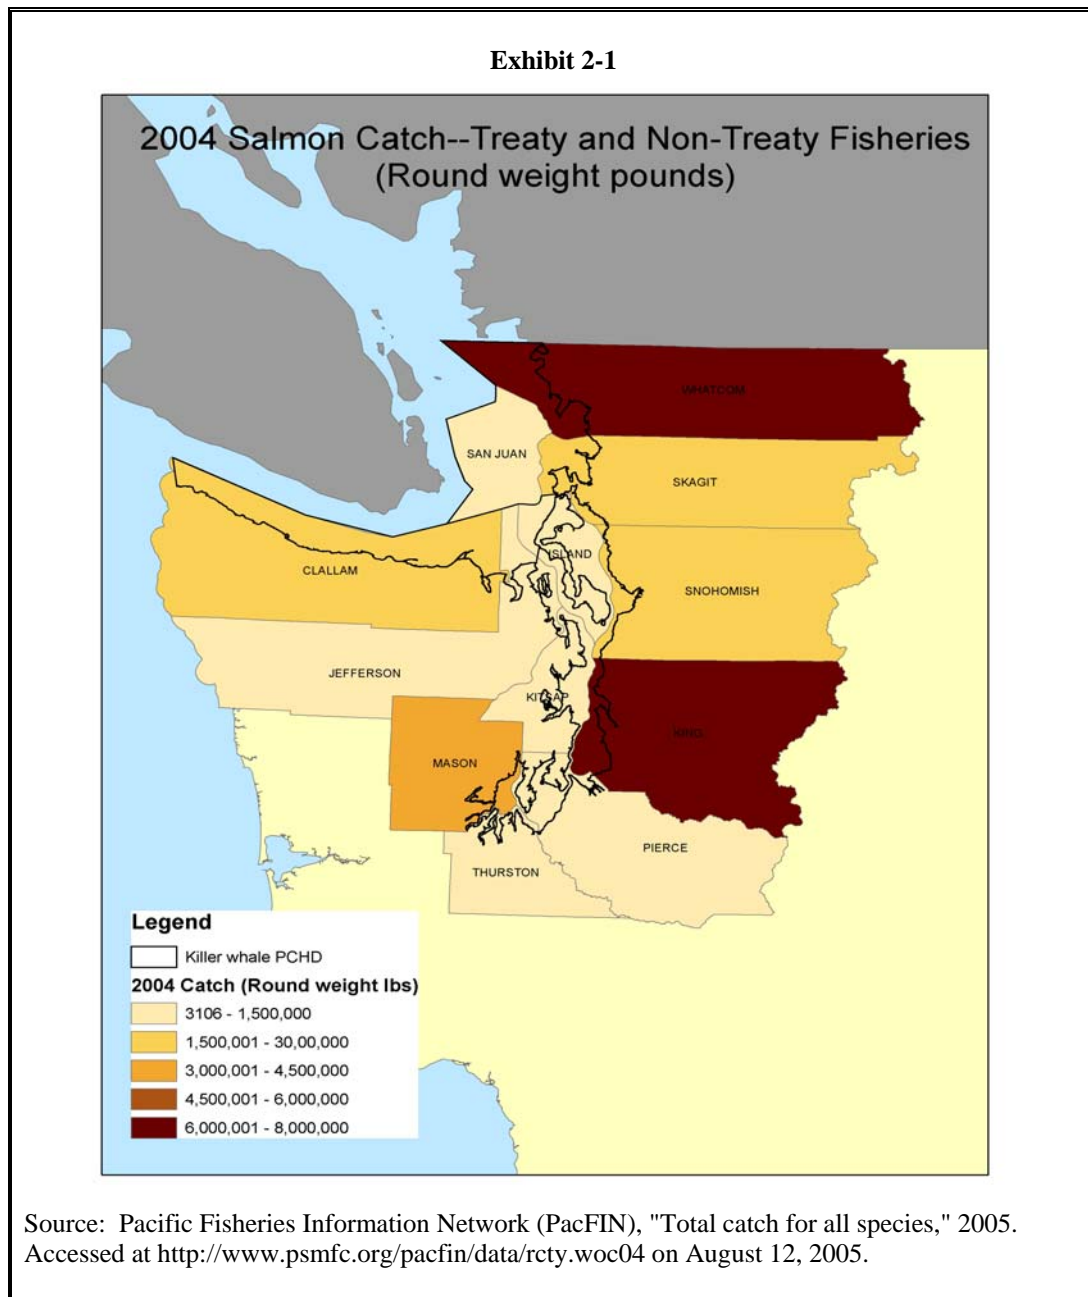 Exhibit 2-1
2004 Salmon Catch--Treaty and Non-Treaty Fisheries
(Round weight pounds)
WHATCOM
SAN JUAN
SKAGIT
ISLAND
CLALLAM
SNOHOMISH
JEFFERSON
KITSAP
KING
MASON
PIERCE
THURSTON
Legend
Killer whale PCHD
2004 Catch (Round weight lbs)
3106 - 1,500,000
1,500,001 - 30,00,000
3,000,001 - 4,500,000
4,500,001 - 6,000,000
6,000,001 - 8,000,000
Source: Pacific Fisheries Information Network (PacFIN), "Total catch for all species," 2005.
Accessed at http://www.psmfc.org/pacfin/data/rcty.woc04 on August 12, 2005.